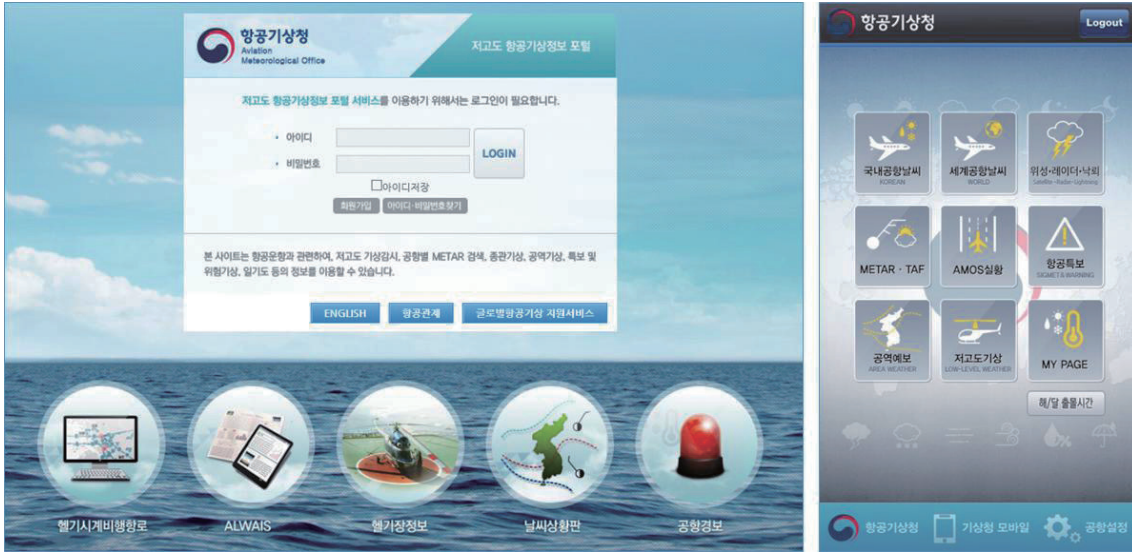 항공기상청
Aviation
Meteorological Office
저고도 항공기상정보 포털
저고도 항공기상정보 포털 서비스를 이용하기 위해서는 로그인이 필요합니다.
· 아이디
· 비밀번호
LOGIN
아이디저장
회원가입 아이디·비밀번호찾기
본 사이트는 항공운항과 관련하여, 저고도 기상감시, 공항별 METAR 검색, 종관기상, 공역기상, 특보 및
위험기상, 일기도 등의 정보를 이용할 수 있습니다.
ENGLISH 항공관계 글로벌항공기상 지원서비스
헬기시계비행항로 ALWAIS 헬기장정보 날씨상황판 공항경보
항공기상청 Logout
국내공항날씨 세계공항날씨 위성·레이더·낙뢰
KOREAN WORLD Satellite·Radar·Lightning
METAR · TAF AMOS실황 항공특보
SIGMET & WARNING
공역예보 저고도기상 MY PAGE
AREA WEATHER LOW-LEVEL WEATHER
해/달 출몰시간
항공기상청 기상청 모바일 공항설정